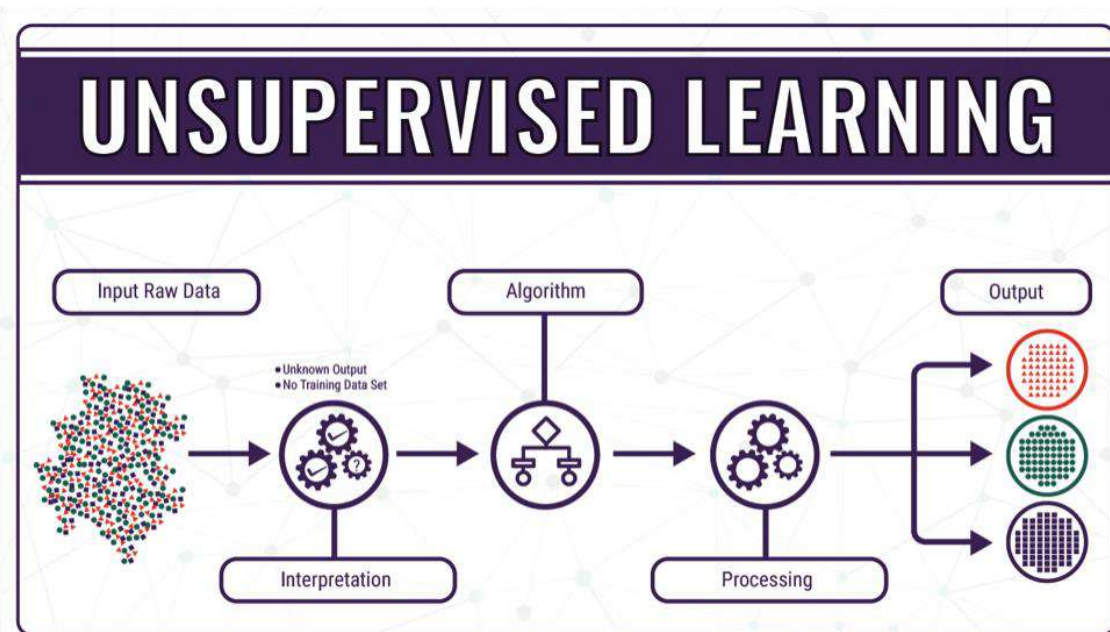 UNSUPERVISED LEARNING
Input Raw Data
Algorithm
Output
• Unknown Output
• No Training Data Set
?
Interpretation
Processing